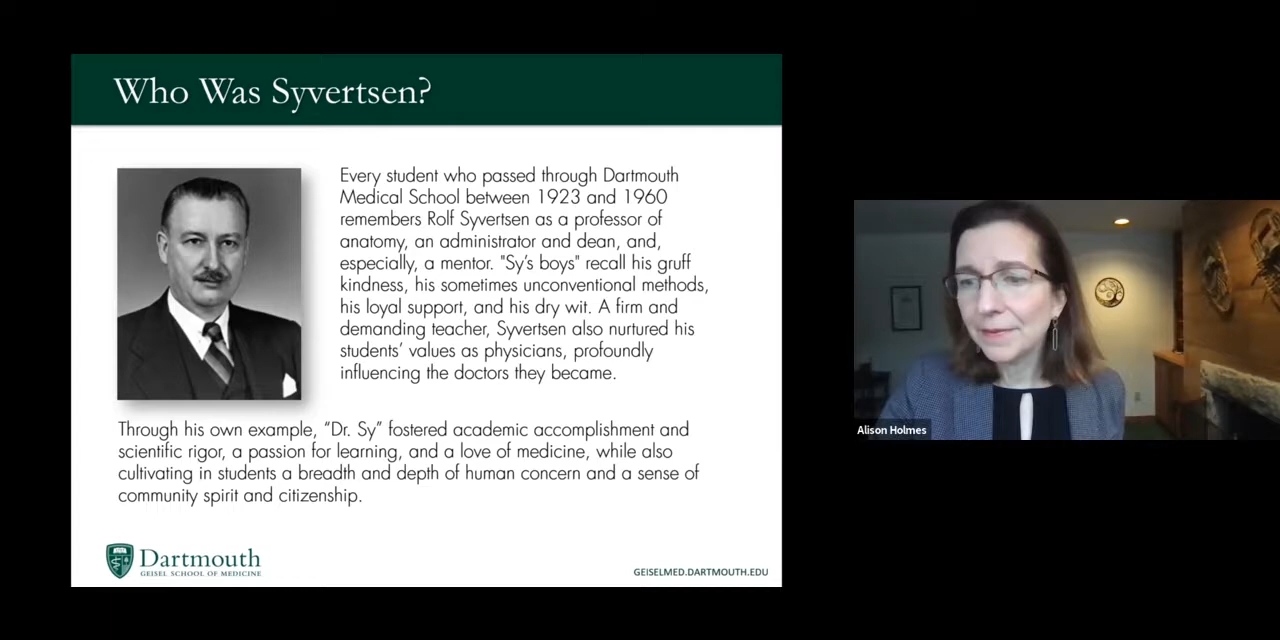 Who Was Syvertsen?
Every student who passed through Dartmouth
Medical School between 1923 and 1960
remembers Rolf Syvertsen as a professor of
anatomy, an administrator and dean, and,
especially, a mentor. "Sy's boys" recall his gruff
kindness, his sometimes unconventional methods,
his loyal support, and his dry wit. A firm and
demanding teacher, Syvertsen also nurtured his
students’ values as physicians, profoundly
influencing the doctors they became.
Through his own example, “Dr. Sy” fostered academic accomplishment and
scientific rigor, a passion for learning, and a love of medicine, while also
cultivating in students a breadth and depth of human concern and a sense of
community spirit and citizenship.
Dartmouth
GEISEL SCHOOL OF MEDICINE
GEISELMED.DARTMOUTH.EDU
Alison Holmes